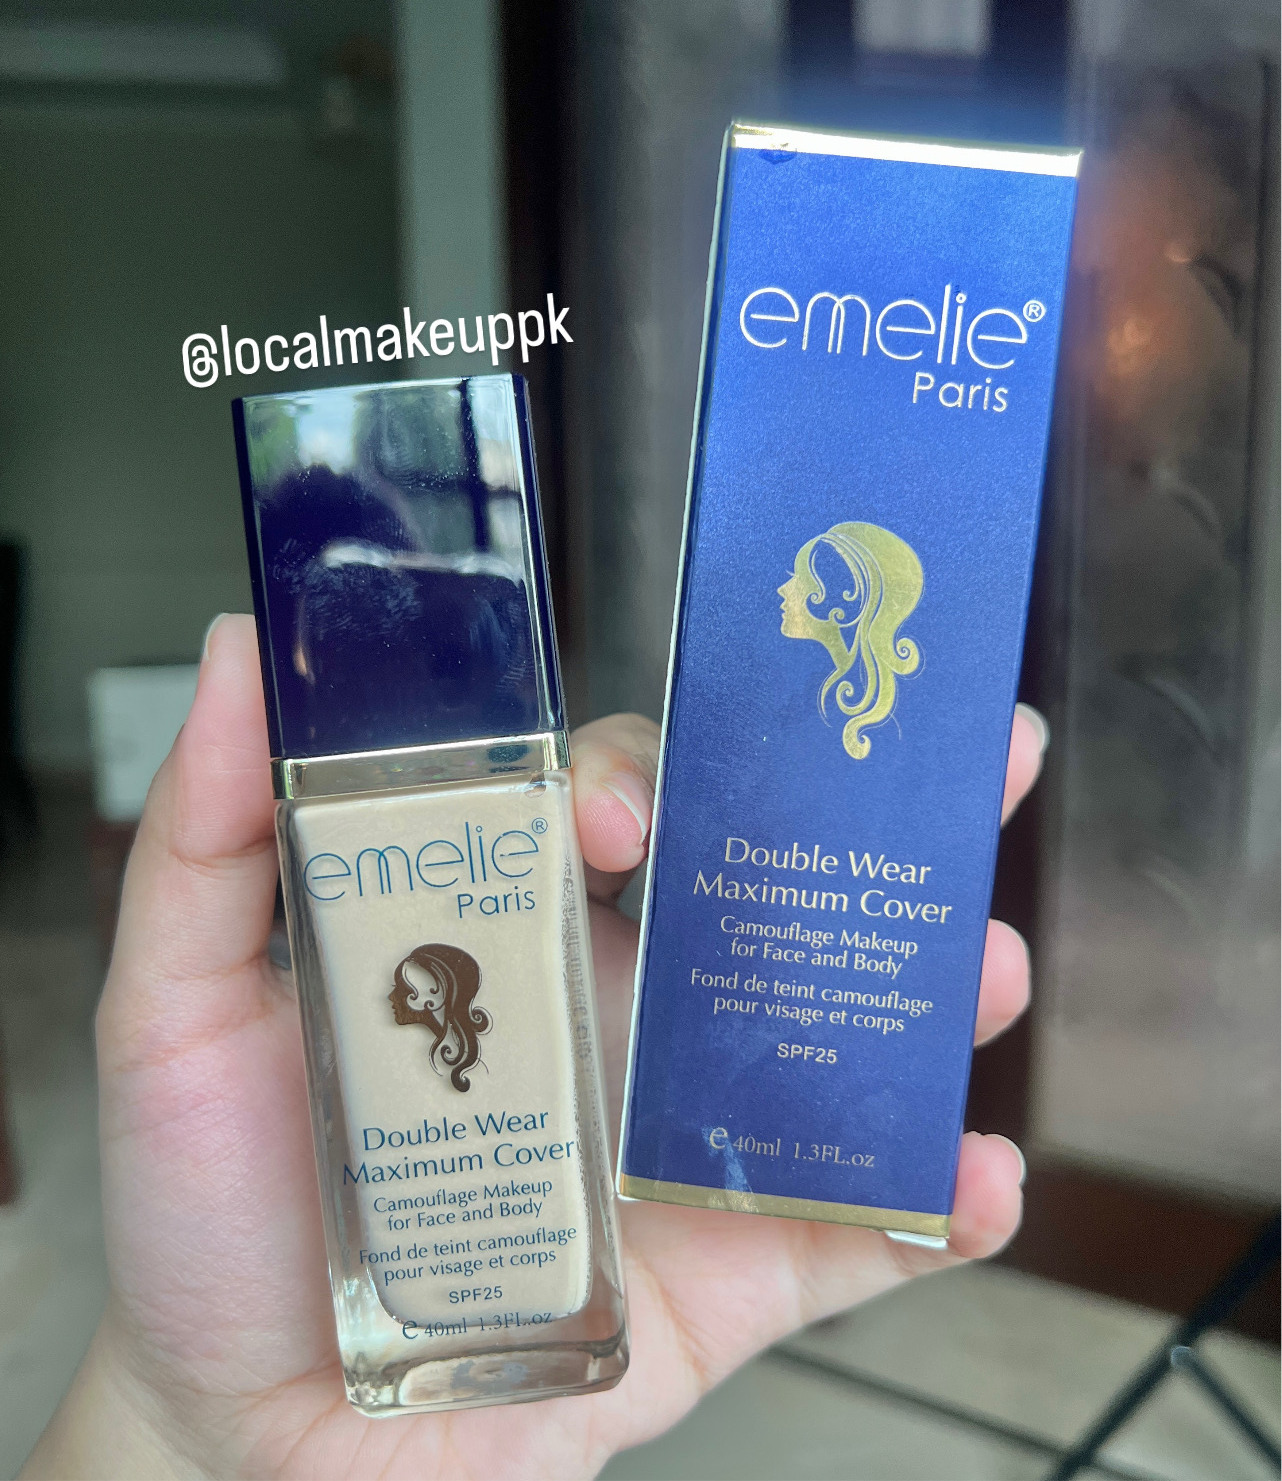 @localmakeuppk
emelie®
Paris
Double Wear
Maximum Cover
Camouflage Makeup
for Face and Body
Fond de teint camouflage
pour visage et corps
SPF25
e 40ml 1.3FL.oz
emelie®
Paris
Double Wear
Maximum Cover
Camouflage Makeup
for Face and Body
Fond de teint camouflage
pour visage et corps
SPF25
e 40ml 1.3FL.oz